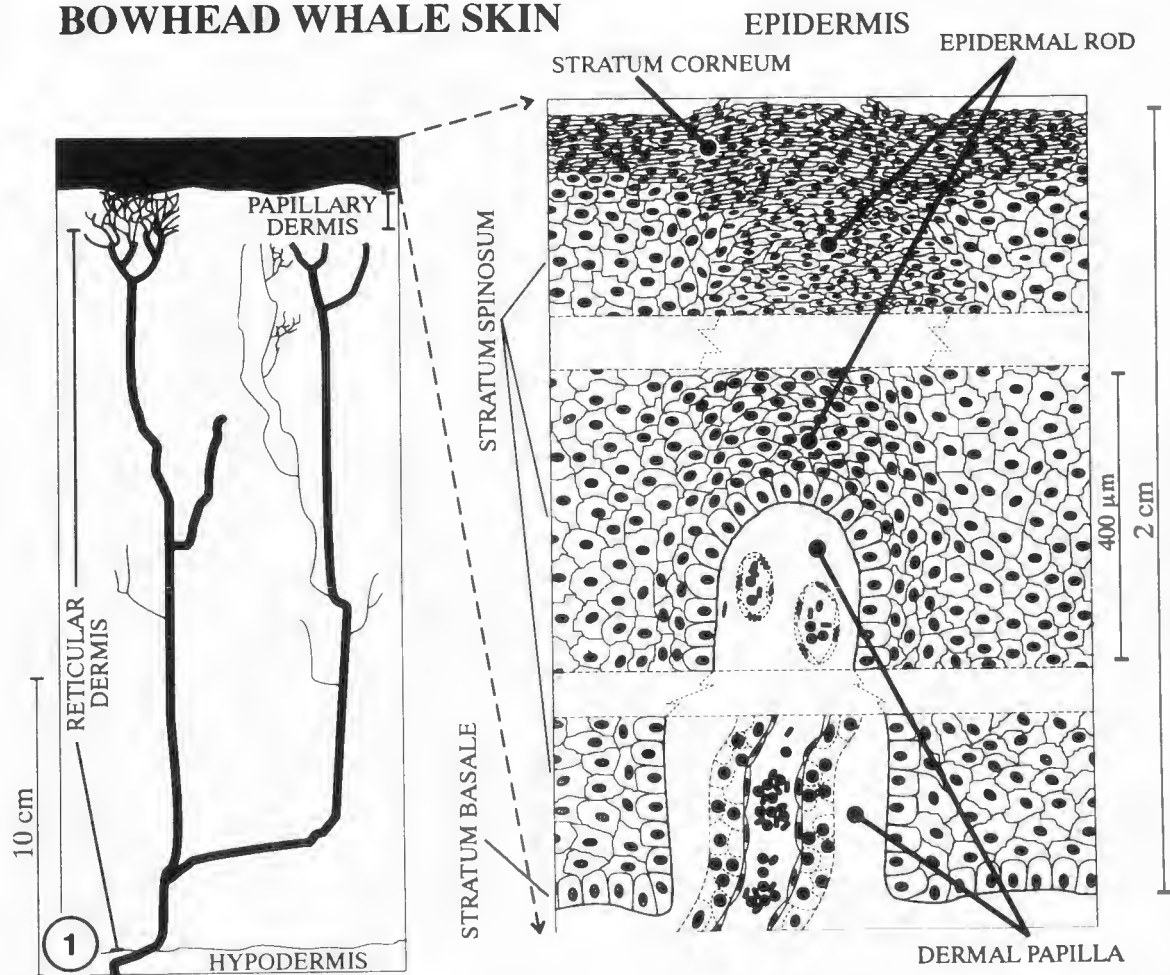 BOWHEAD WHALE SKIN
EPIDERMIS
EPIDERMAL ROD
STRATUM CORNEUM
PAPILLARY
DERMIS
STRATUM SPINOSUM
400 µm
2 cm
RETICULAR
DERMIS
10 cm
STRATUM BASALE
1
HYPODERMIS
DERMAL PAPILLA